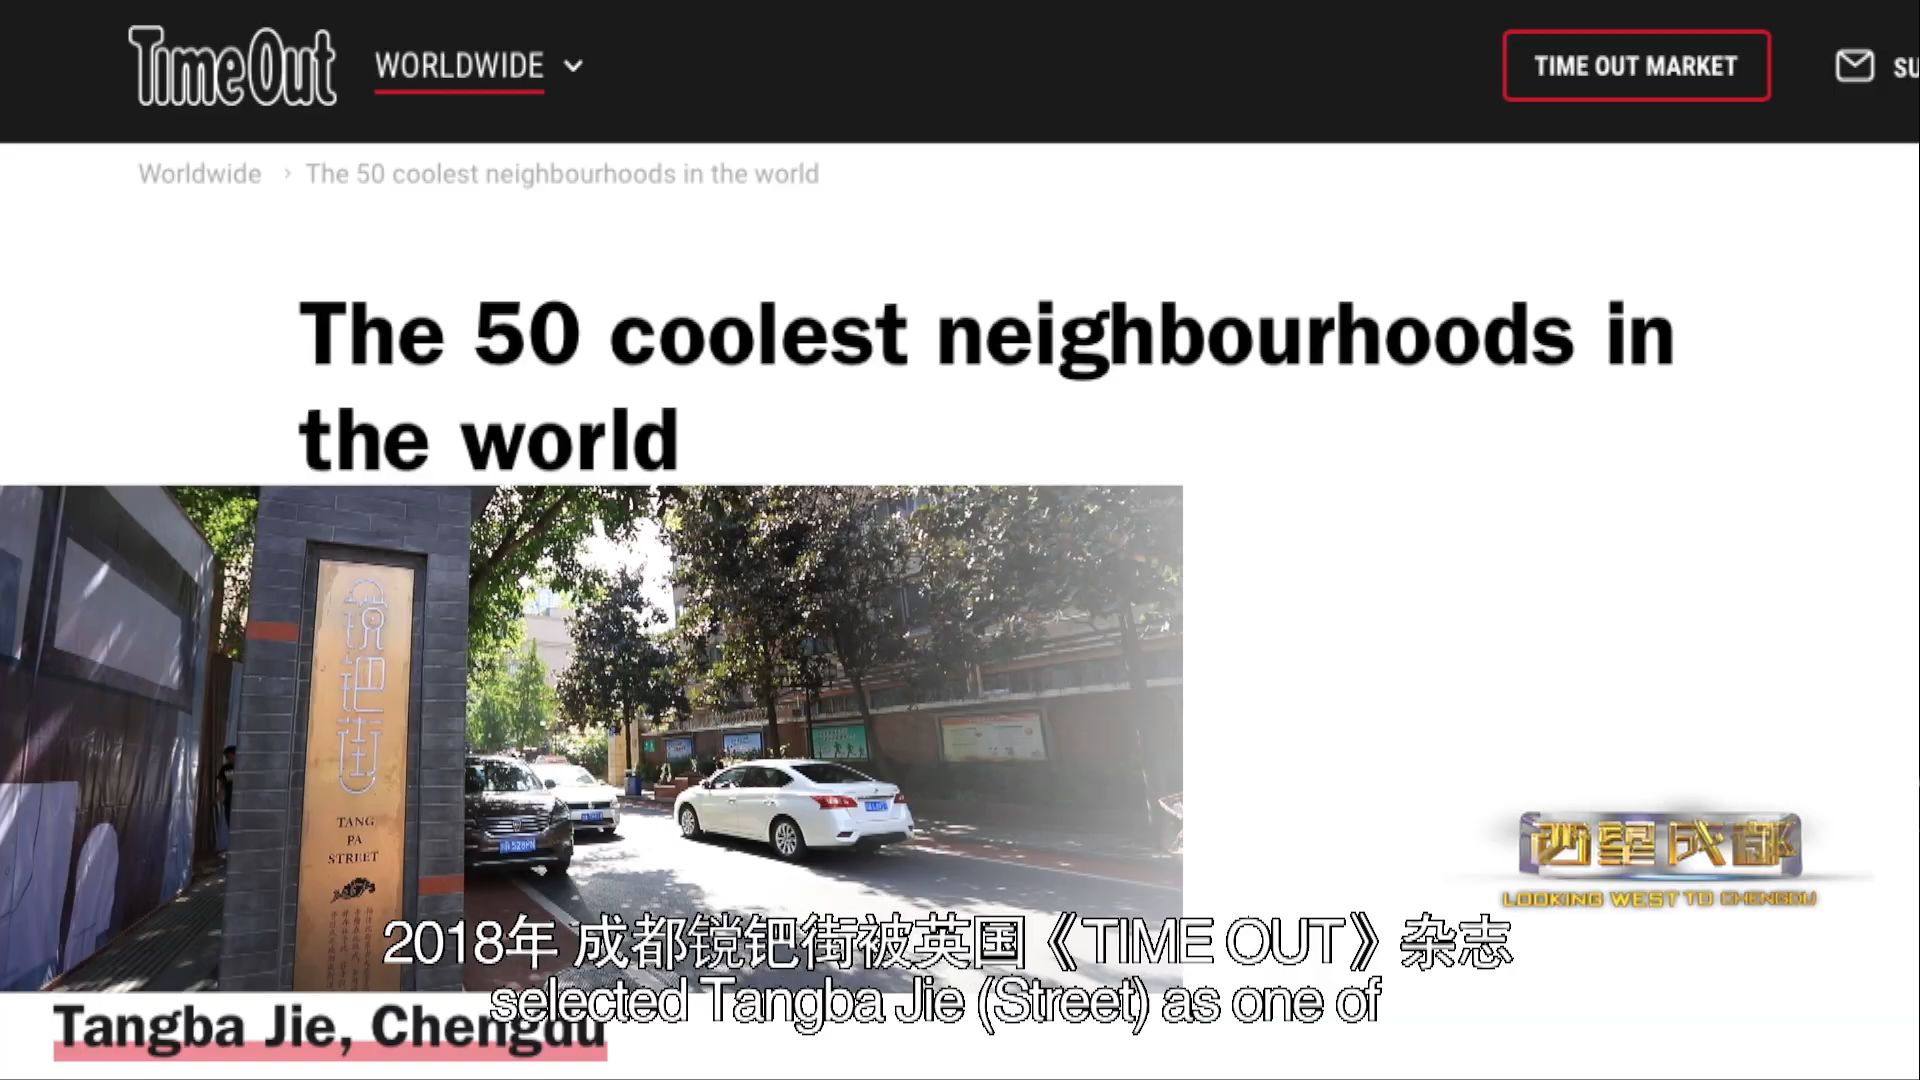 TimeOut
WORLDWIDE
TIME OUT MARKET
SU
Worldwide › The 50 coolest neighbourhoods in the world
The 50 coolest neighbourhoods in
the world
镋钯街
TANG
PA
STREET
西望成都
LOOKING WEST TO CHENGDU
2018年 成都镋钯街被英国《TIME OUT》杂志
selected Tangba Jie (Street) as one of
Tangba Jie, Chengdu